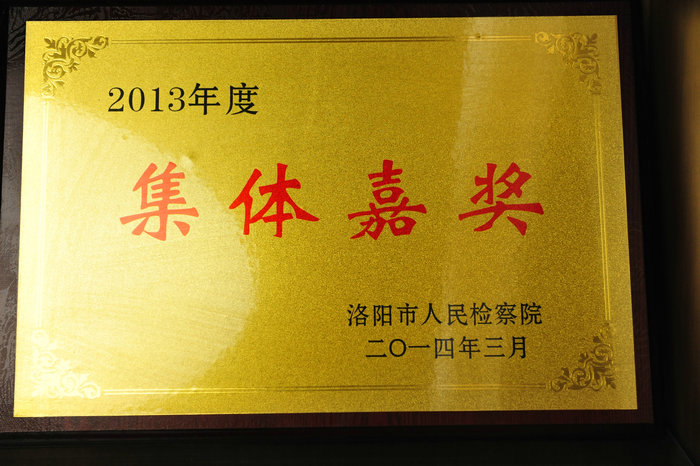 2013年度
集体嘉奖
洛阳市人民检察院
二〇一四年三月